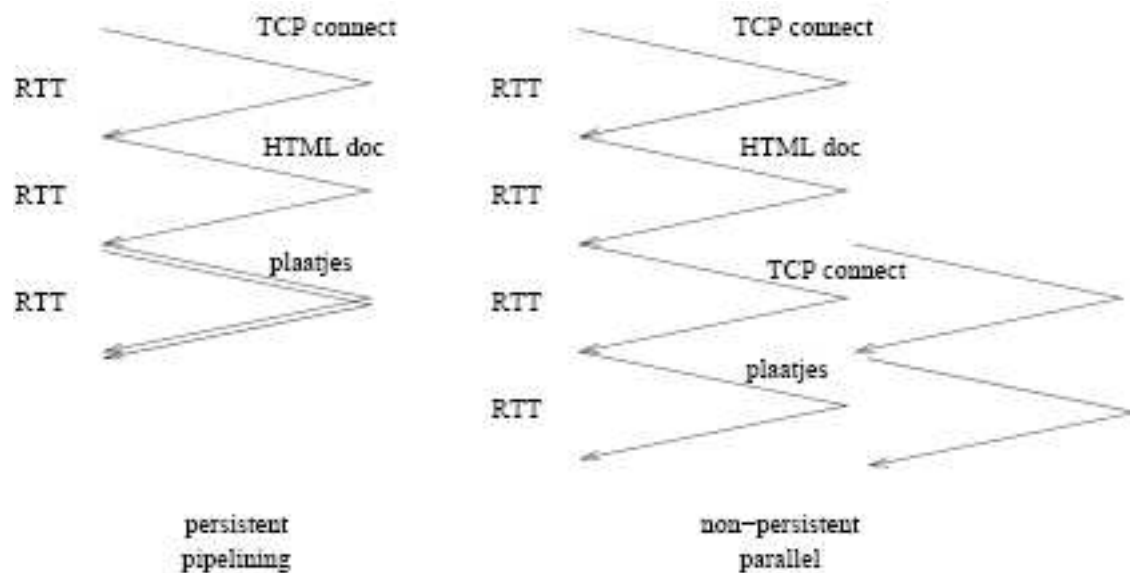 TCP connect
RTT
HTML doc
RTT
plaatjes
RTT
persistent
pipelining
TCP connect
RTT
HTML doc
RTT
TCP connect
RTT
plaatjes
RTT
non-persistent
parallel